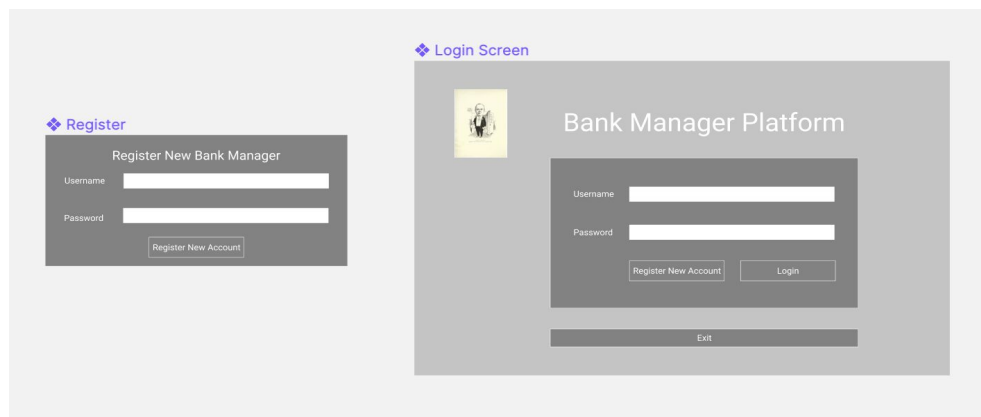 Register
Register New Bank Manager
Username
Password
Register New Account
Login Screen
Bank Manager Platform
Username
Password
Register New Account
Login
Exit